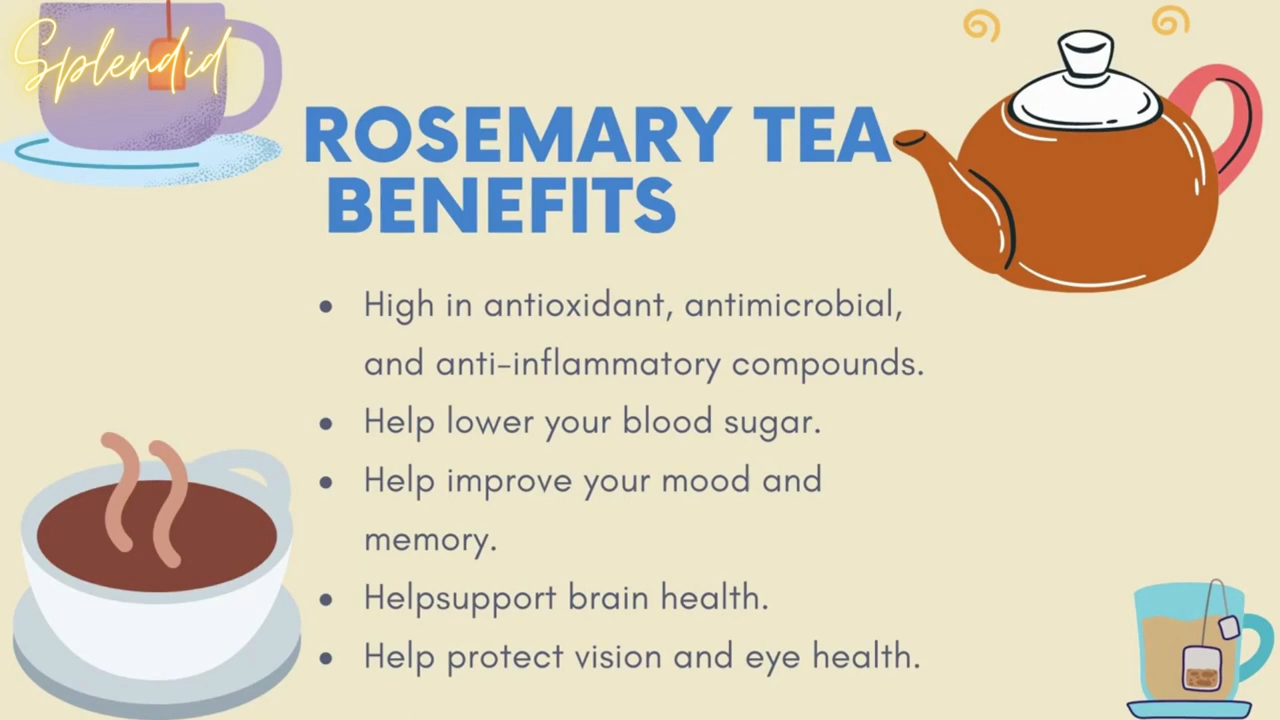 Splendid
ROSEMARY TEA
BENEFITS
• High in antioxidant, antimicrobial,
and anti-inflammatory compounds.
• Help lower your blood sugar.
• Help improve your mood and
memory.
• Helpsupport brain health.
• Help protect vision and eye health.